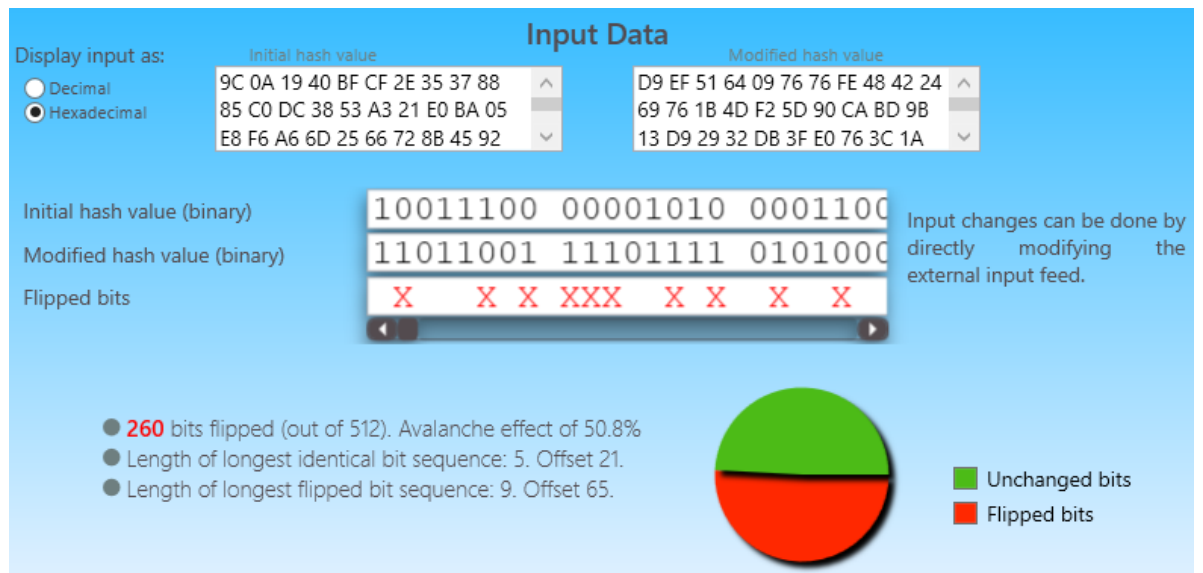 Input Data
Display input as:
Decimal
Hexadecimal
Initial hash value
9C 0A 19 40 BF CF 2E 35 37 88
85 C0 DC 38 53 A3 21 E0 BA 05
E8 F6 A6 6D 25 66 72 8B 45 92
Modified hash value
D9 EF 51 64 09 76 76 FE 48 42 24
69 76 1B 4D F2 5D 90 CA BD 9B
13 D9 29 32 DB 3F E0 76 3C 1A
Initial hash value (binary)
10011100 00001010 0001100
Modified hash value (binary)
11011001 11101111 0101000
Flipped bits
X X X XXX X X X X
Input changes can be done by
directly modifying the
external input feed.
260 bits flipped (out of 512). Avalanche effect of 50.8%
Length of longest identical bit sequence: 5. Offset 21.
Length of longest flipped bit sequence: 9. Offset 65.
Unchanged bits
Flipped bits